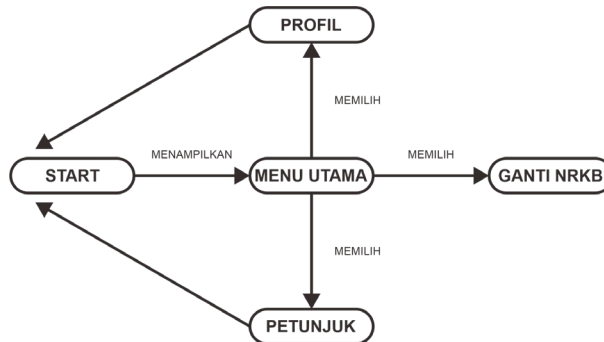 PROFIL
MEMILIH
START
MENAMPILKAN
MENU UTAMA
MEMILIH
GANTI NRKB
MEMILIH
PETUNJUK